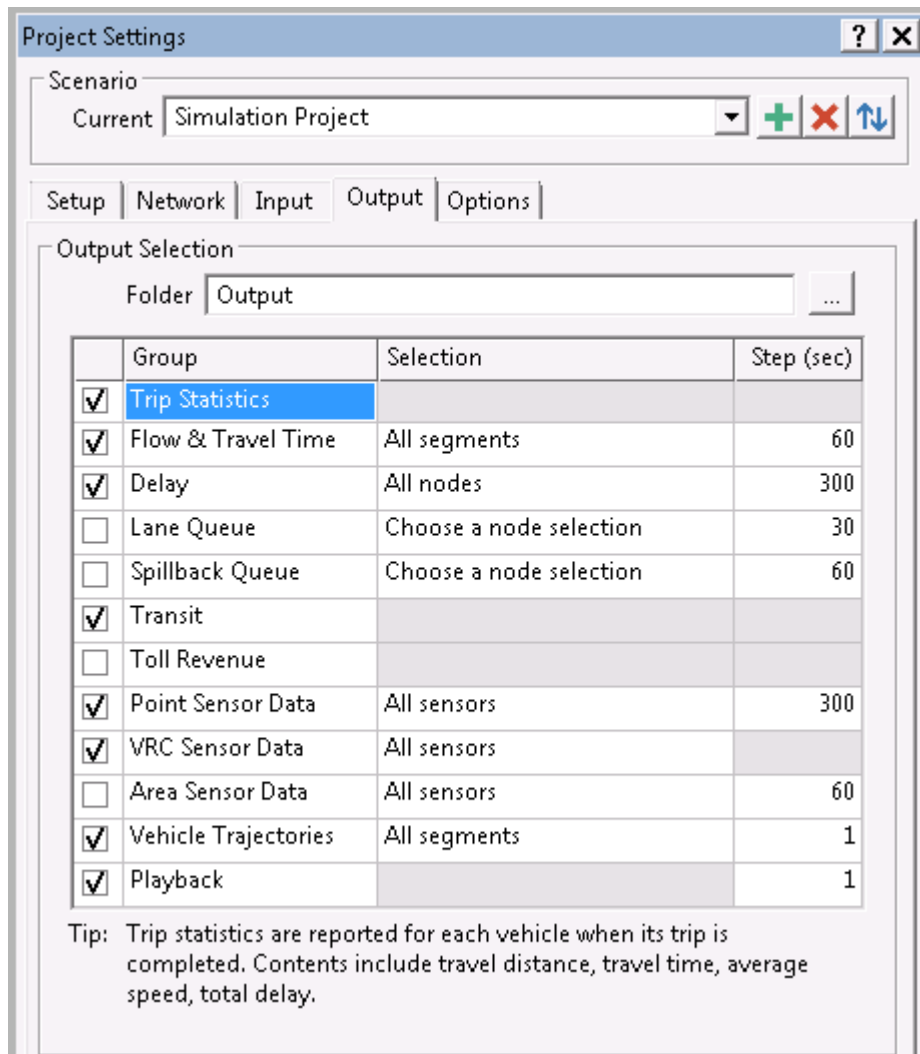 Project Settings
Scenario
Current Simulation Project
Setup Network Input Output Options
Output Selection
Folder Output ...
Group Selection Step (sec)
Trip Statistics
Flow & Travel Time All segments 60
Delay All nodes 300
Lane Queue Choose a node selection 30
Spillback Queue Choose a node selection 60
Transit
Toll Revenue
Point Sensor Data All sensors 300
VRC Sensor Data All sensors
Area Sensor Data All sensors 60
Vehicle Trajectories All segments 1
Playback 1
Tip: Trip statistics are reported for each vehicle when its trip is
completed. Contents include travel distance, travel time, average
speed, total delay.